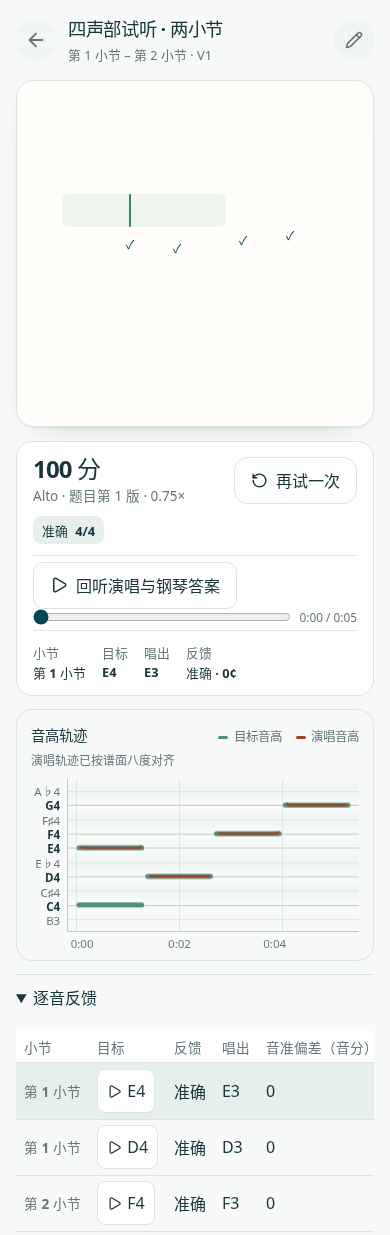 四声部试听 · 两小节
第 1 小节 – 第 2 小节 · V1
100 分
Alto · 题目第 1 版 · 0.75×
再试一次
准确 4/4
回听演唱与钢琴答案
0:00 / 0:05
小节 目标 唱出 反馈
第 1 小节 E4 E3 准确 · 0¢
音高轨迹 目标音高 演唱音高
演唱轨迹已按谱面八度对齐
A♭4
G4
F♯4
F4
E4
E♭4
D4
C♯4
C4
B3
0:00 0:02 0:04
▼ 逐音反馈
小节 目标 反馈 唱出 音准偏差（音分）
第 1 小节 E4 准确 E3 0
第 1 小节 D4 准确 D3 0
第 2 小节 F4 准确 F3 0